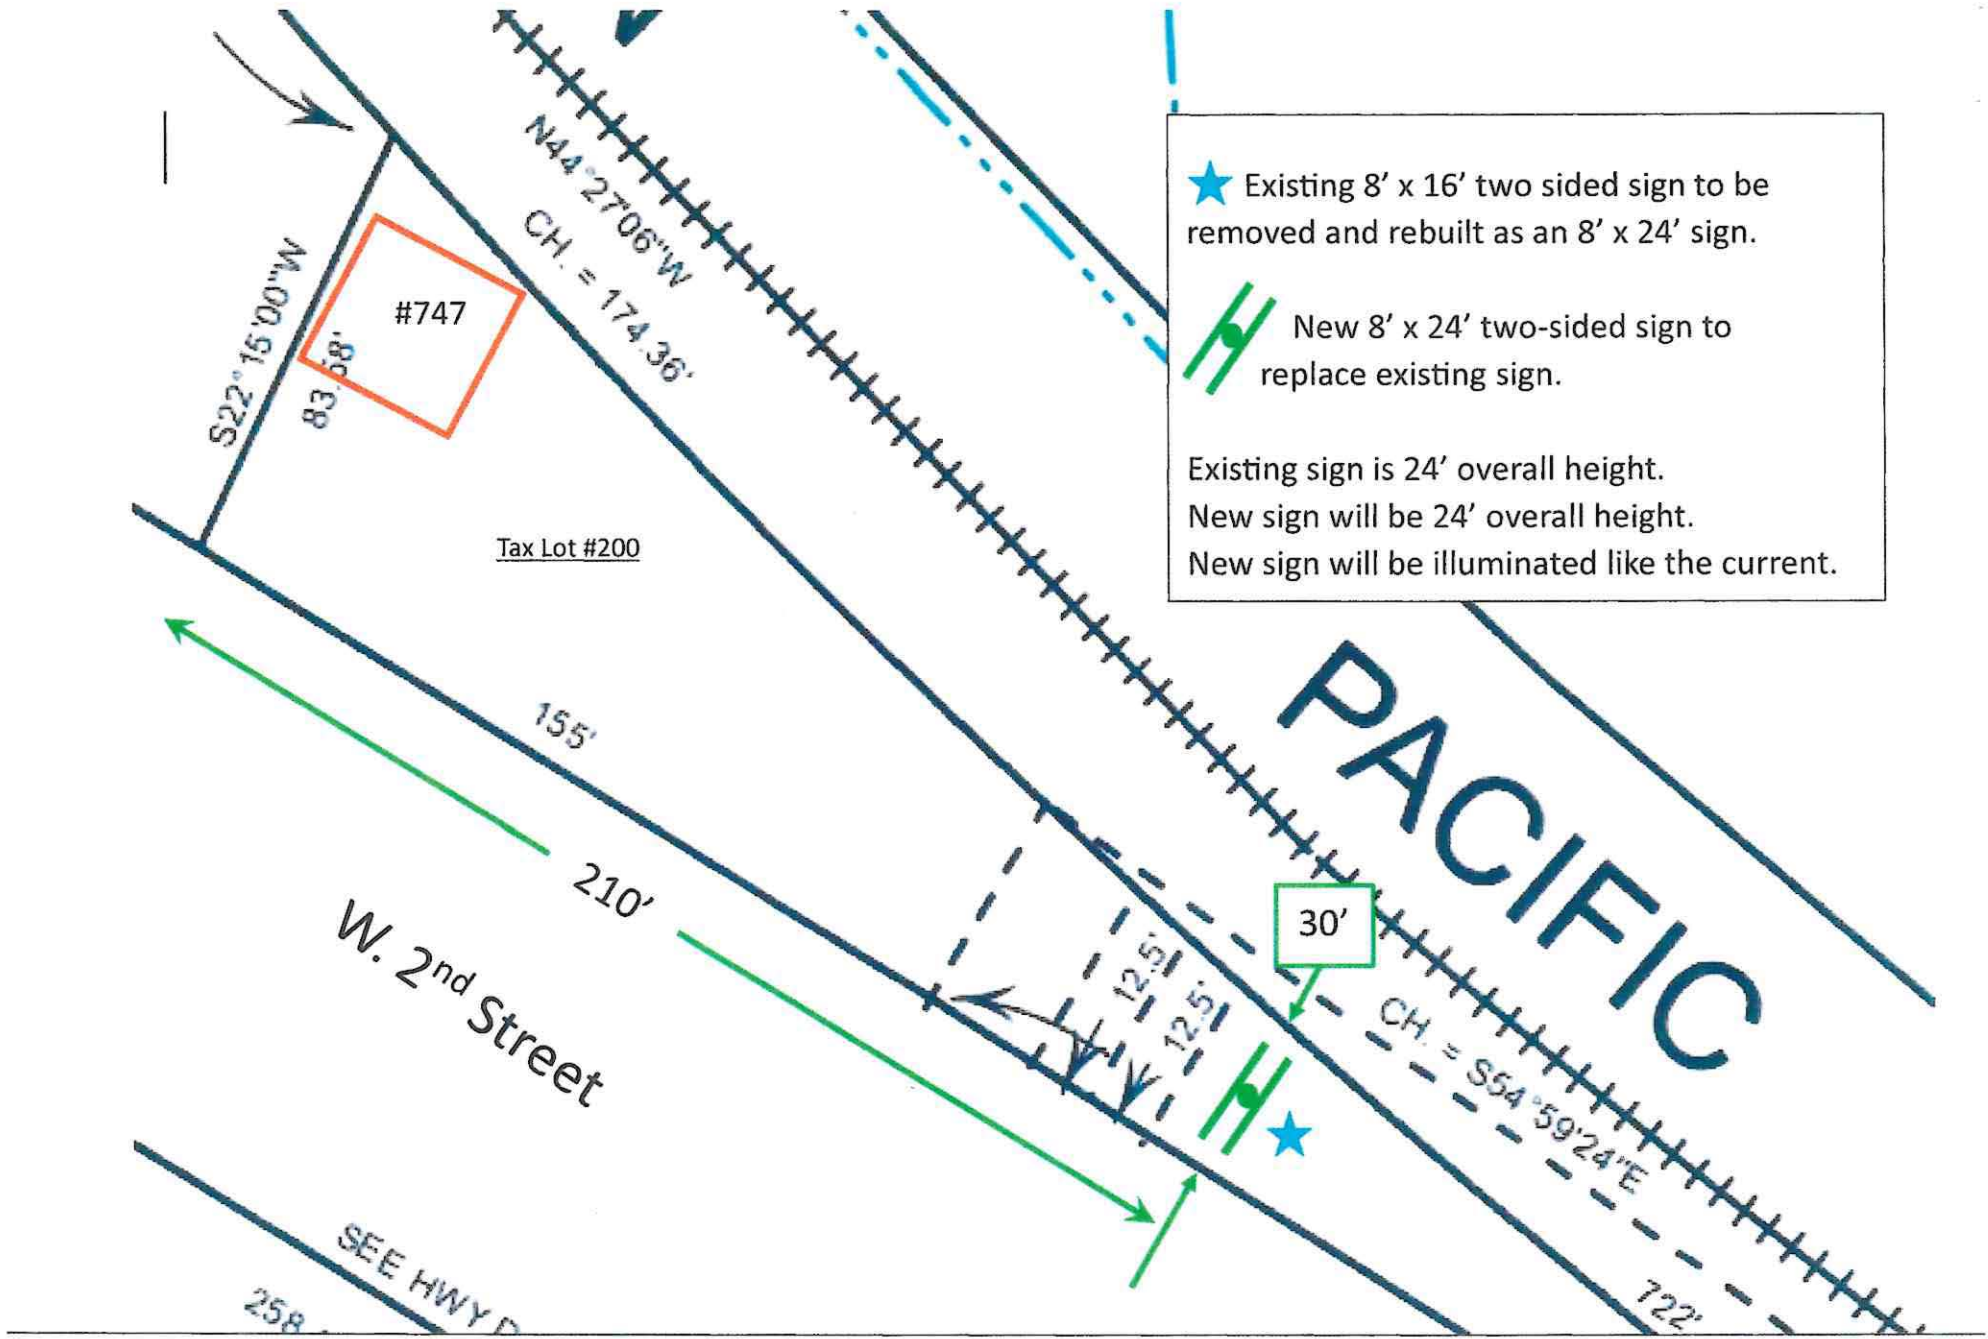 N44°27'06"W
CH. = 174.36'
S22°15'00"W
83.68'
#747
Tax Lot #200
★ Existing 8' x 16' two sided sign to be
removed and rebuilt as an 8' x 24' sign.
New 8' x 24' two-sided sign to
replace existing sign.
Existing sign is 24' overall height.
New sign will be 24' overall height.
New sign will be illuminated like the current.
PACIFIC
155'
210'
W. 2nd Street
30'
12.5'
12.5'
CH. = S54°59'24"E
722'
SEE HWY
258